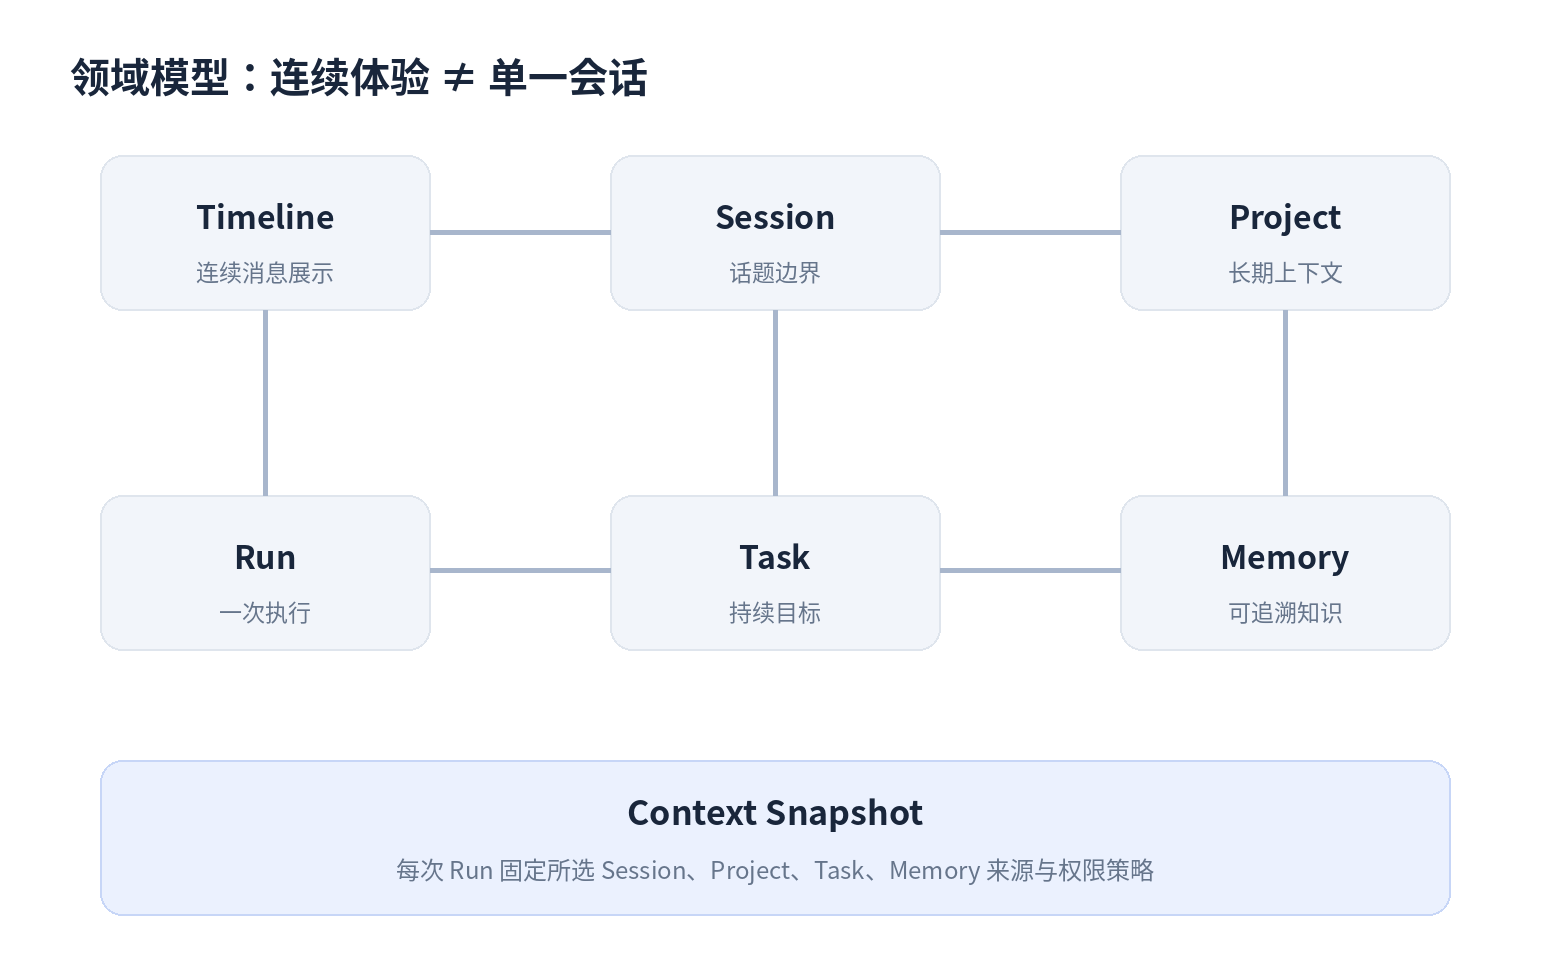 领域模型：连续体验 ≠ 单一会话
Timeline
连续消息展示
Session
话题边界
Project
长期上下文
Run
一次执行
Task
持续目标
Memory
可追溯知识
Context Snapshot
每次 Run 固定所选 Session、Project、Task、Memory 来源与权限策略